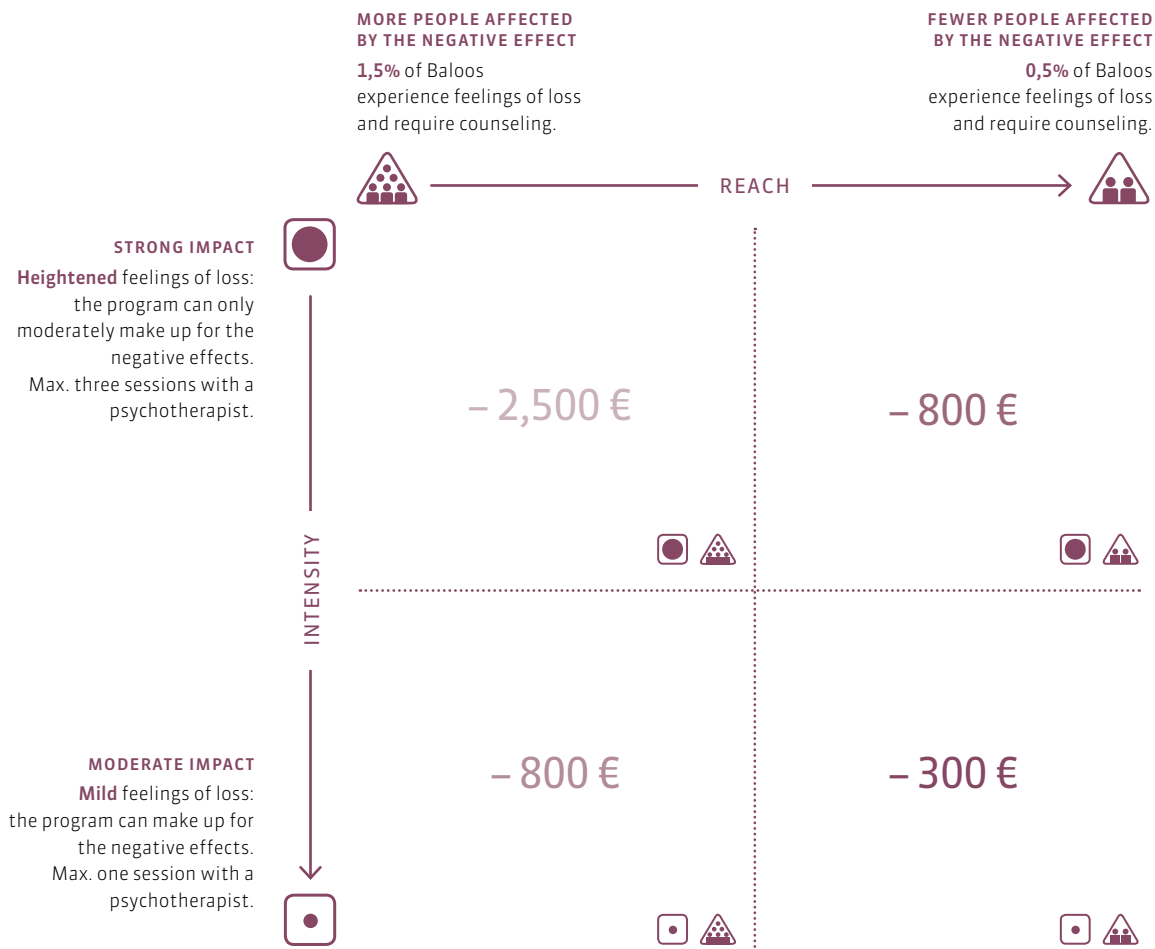 MORE PEOPLE AFFECTED
BY THE NEGATIVE EFFECT
1,5% of Baloos
experience feelings of loss
and require counseling.
FEWER PEOPLE AFFECTED
BY THE NEGATIVE EFFECT
0,5% of Baloos
experience feelings of loss
and require counseling.
REACH
STRONG IMPACT
Heightened feelings of loss:
the program can only
moderately make up for the
negative effects.
Max. three sessions with a
psychotherapist.
– 2,500 €
– 800 €
INTENSITY
MODERATE IMPACT
Mild feelings of loss:
the program can make up for
the negative effects.
Max. one session with a
psychotherapist.
– 800 €
– 300 €